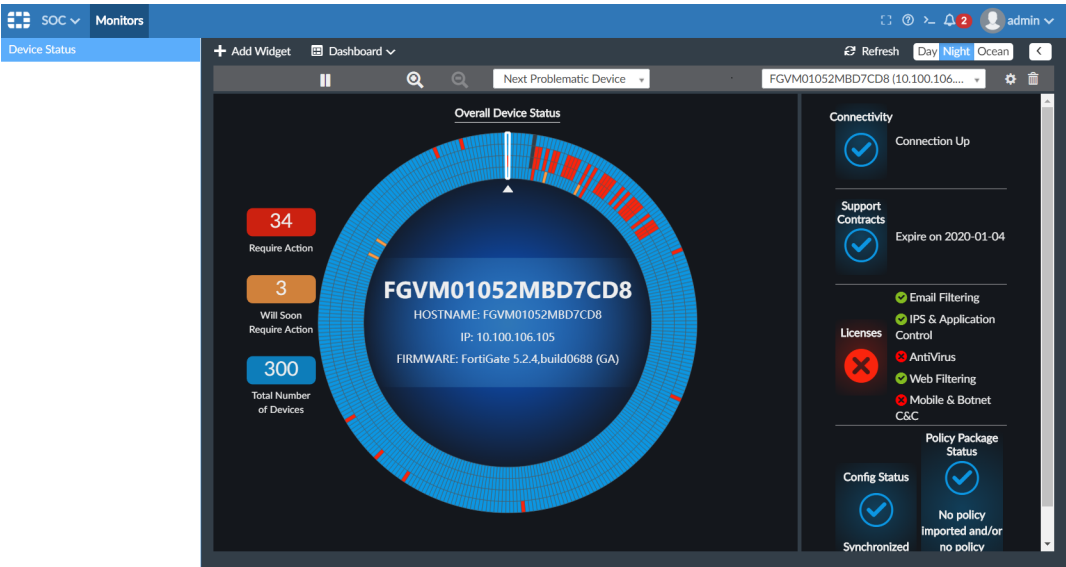 SOC
Monitors
2
admin
Device Status
Add Widget
Dashboard
Refresh
Day
Night
Ocean
Next Problematic Device
FGVM01052MBD7CD8 (10.100.106....
Overall Device Status
34
Require Action
3
Will Soon
Require Action
300
Total Number
of Devices
FGVM01052MBD7CD8
HOSTNAME: FGVM01052MBD7CD8
IP: 10.100.106.105
FIRMWARE: FortiGate 5.2.4,build0688 (GA)
Connectivity
Connection Up
Support
Contracts
Expire on 2020-01-04
Licenses
Email Filtering
IPS & Application
Control
AntiVirus
Web Filtering
Mobile & Botnet
C&C
Config Status
Synchronized
Policy Package
Status
No policy
imported and/or
no policy